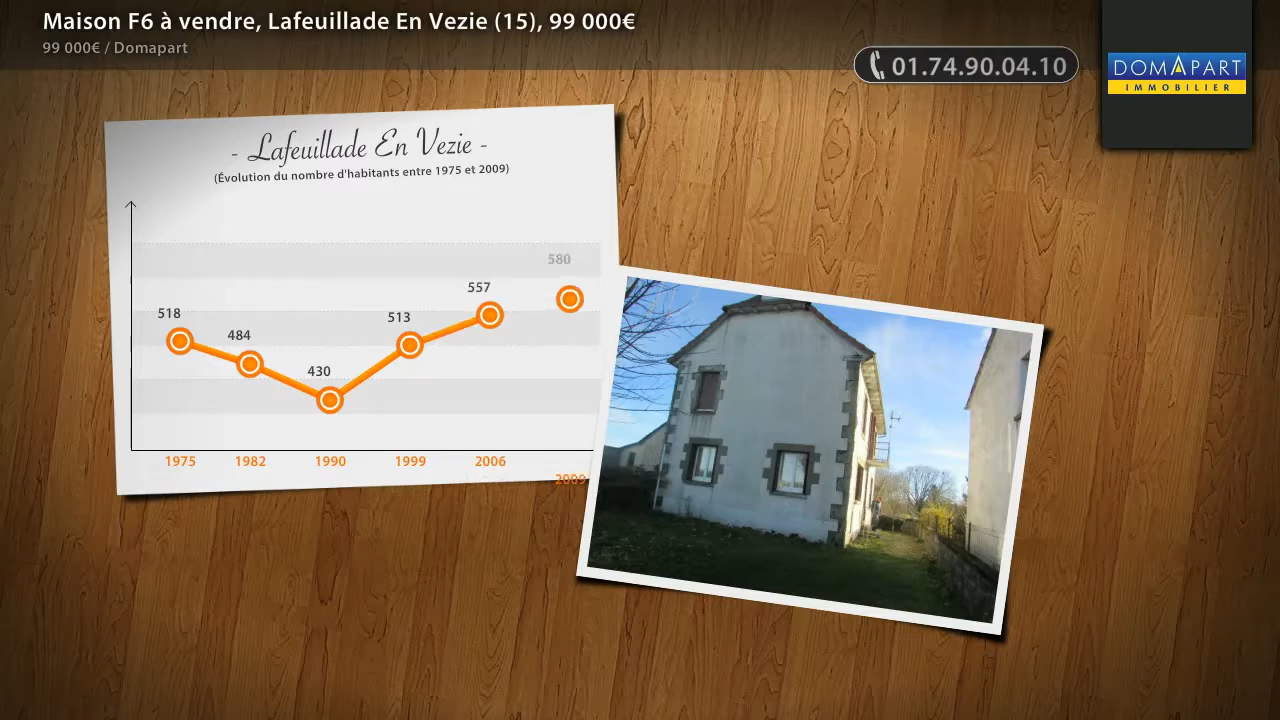 Maison F6 à vendre, Lafeuillade En Vezie (15), 99 000€
99 000€ / Domapart
01.74.90.04.10
DOMAPART
IMMOBILIER
- Lafeuillade En Vezie -
(Évolution du nombre d'habitants entre 1975 et 2009)
580
557
518
513
484
430
1975 1982 1990 1999 2006
2009